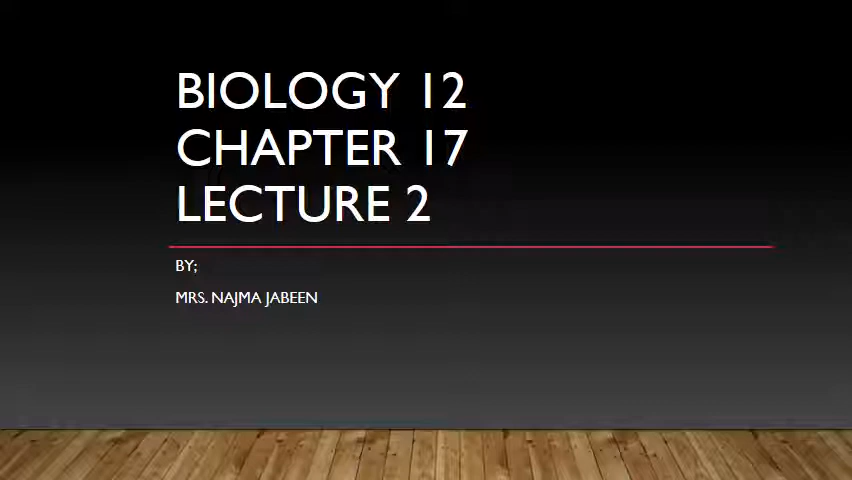 BIOLOGY 12
CHAPTER 17
LECTURE 2
BY;
MRS. NAJMA JABEEN